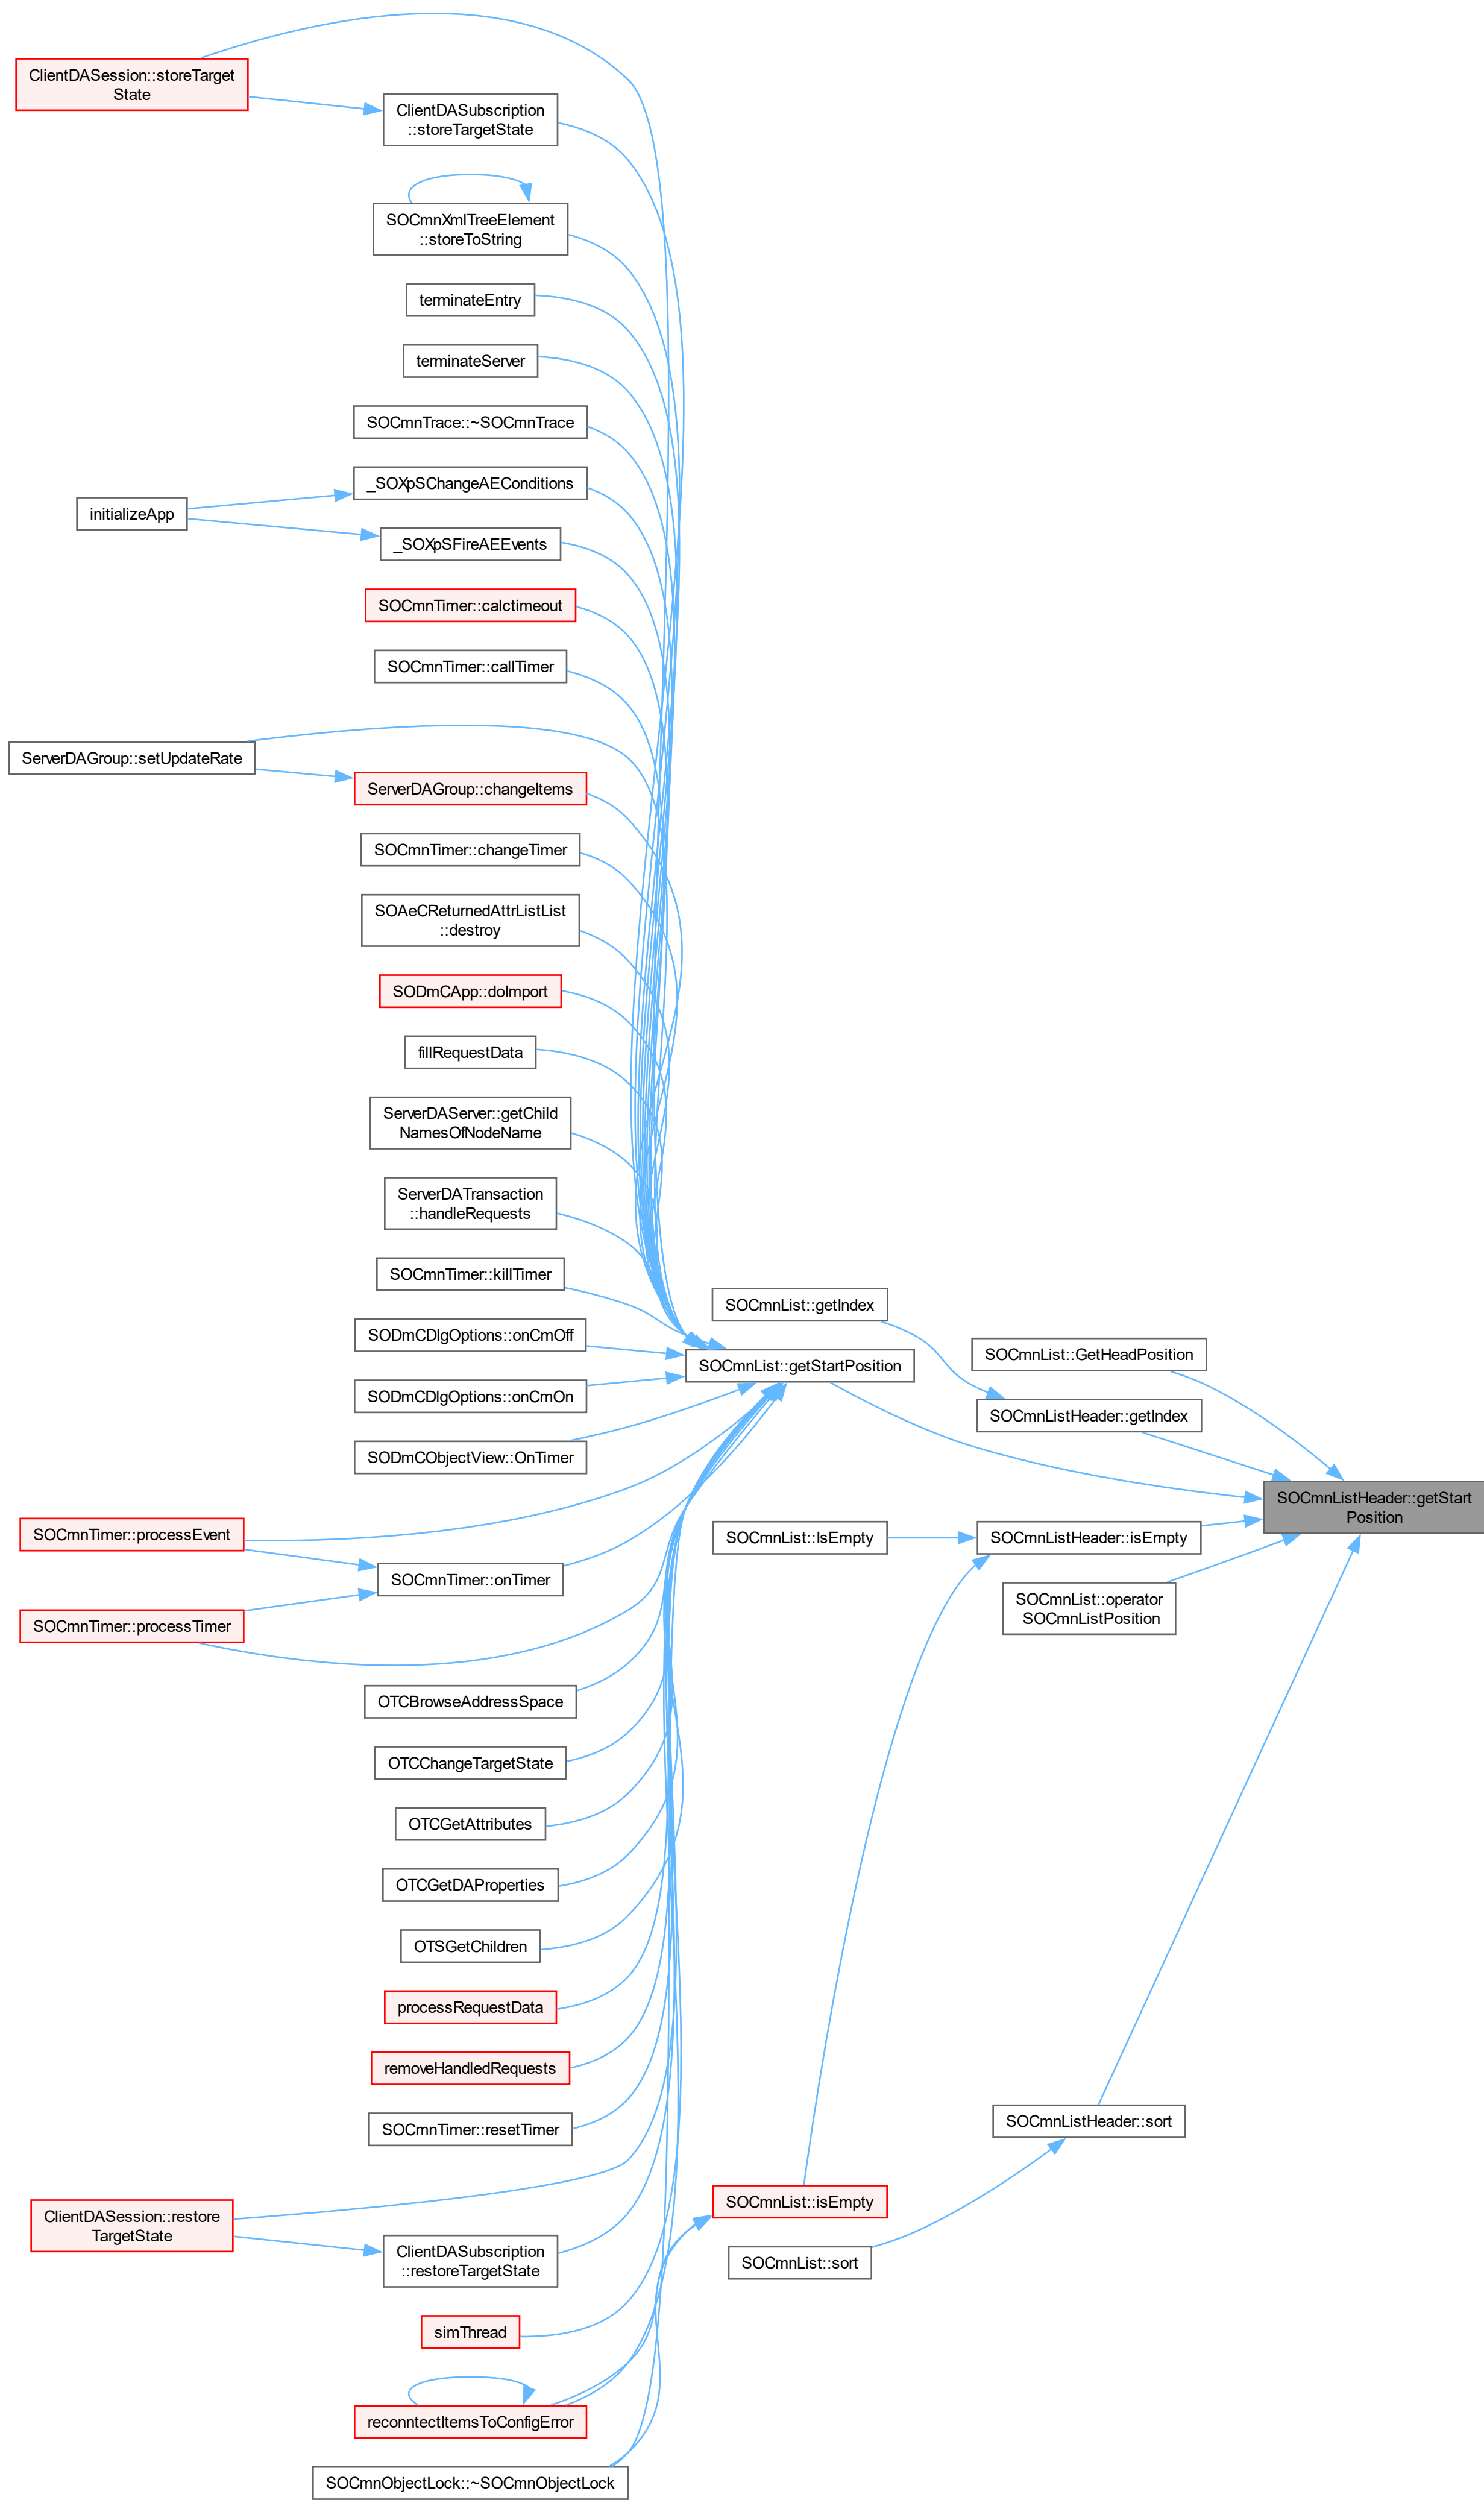 ClientDASession::storeTarget
State
ClientDASubscription
::storeTargetState
SOCmnXmlTreeElement
::storeToString
terminateEntry
terminateServer
SOCmnTrace::~SOCmnTrace
_SOXpSChangeAEConditions
initializeApp
_SOXpSFireAEEvents
SOCmnTimer::calctimeout
SOCmnTimer::callTimer
ServerDAGroup::setUpdateRate
ServerDAGroup::changeItems
SOCmnTimer::changeTimer
SOAeCReturnedAttrListList
::destroy
SODmCApp::doImport
fillRequestData
ServerDAServer::getChild
NamesOfNodeName
ServerDATransaction
::handleRequests
SOCmnTimer::killTimer
SOCmnList::getIndex
SODmCDlgOptions::onCmOff
SOCmnList::GetHeadPosition
SOCmnList::getStartPosition
SODmCDlgOptions::onCmOn
SOCmnListHeader::getIndex
SODmCObjectView::OnTimer
SOCmnListHeader::getStart
Position
SOCmnTimer::processEvent
SOCmnList::IsEmpty
SOCmnListHeader::isEmpty
SOCmnTimer::onTimer
SOCmnList::operator
SOCmnListPosition
SOCmnTimer::processTimer
OTCBrowseAddressSpace
OTCChangeTargetState
OTCGetAttributes
OTCGetDAProperties
OTSGetChildren
processRequestData
removeHandledRequests
SOCmnListHeader::sort
SOCmnTimer::resetTimer
SOCmnList::isEmpty
ClientDASession::restore
TargetState
ClientDASubscription
::restoreTargetState
SOCmnList::sort
simThread
reconntectItemsToConfigError
SOCmnObjectLock::~SOCmnObjectLock